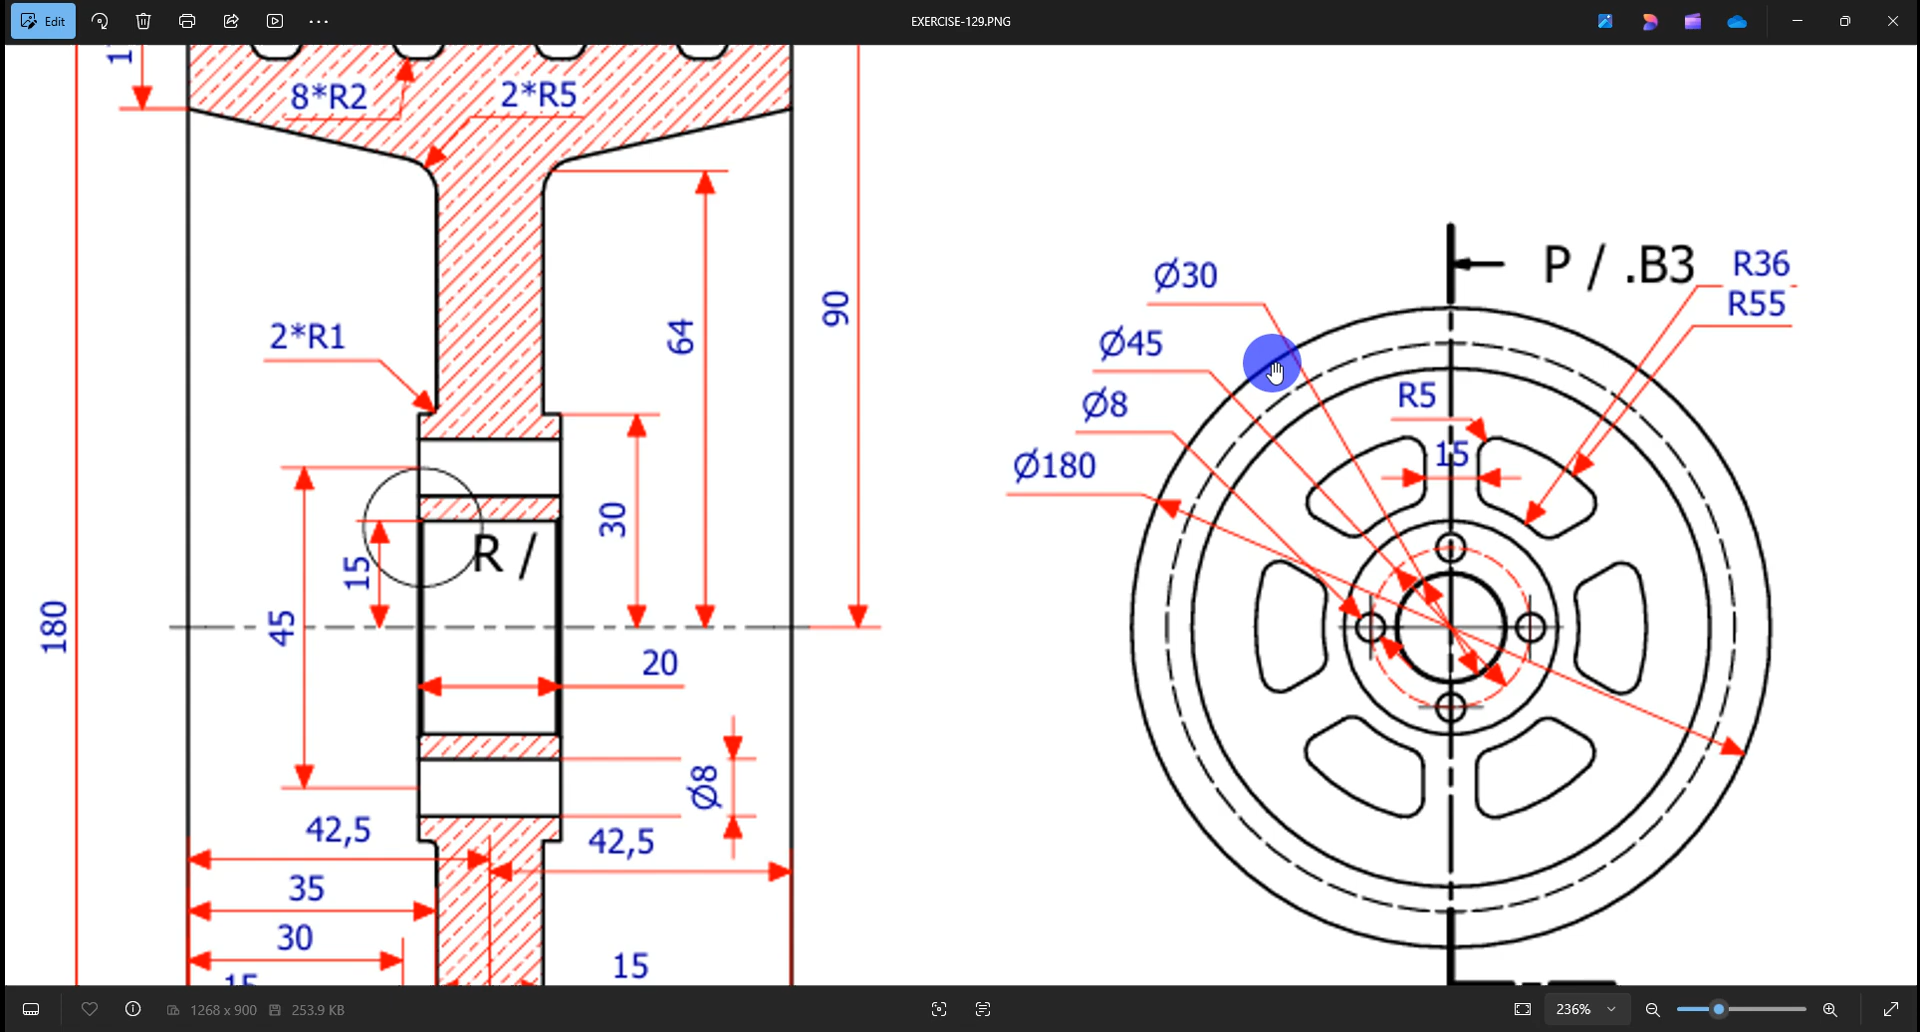 Edit
EXERCISE-129.PNG
8*R2
2*R5
2*R1
64
90
180
45
15
30
R /
20
Ø8
42,5
42,5
35
30
15
15
P / .B3
R36
R55
Ø30
Ø45
Ø8
Ø180
R5
15
1268 x 900
253.9 KB
236%